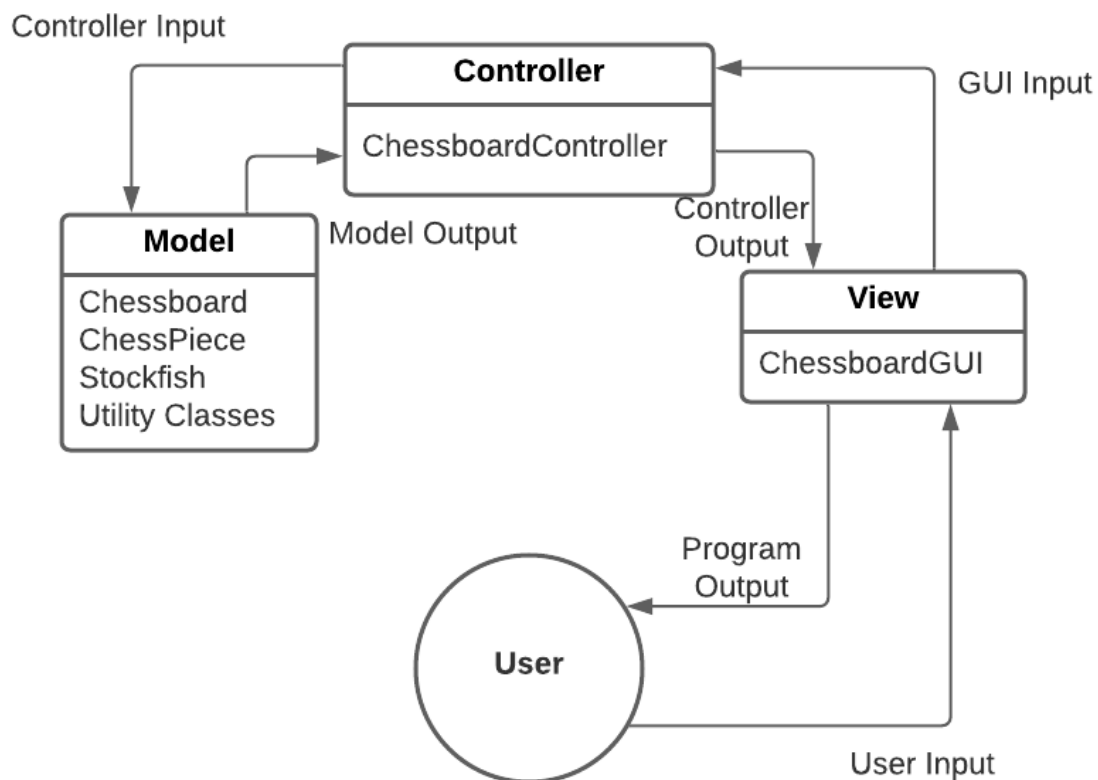 Controller Input
Controller
GUI Input
ChessboardController
Controller
Output
Model Output
Model
Chessboard
ChessPiece
Stockfish
Utility Classes
View
ChessboardGUI
Program
Output
User
User Input